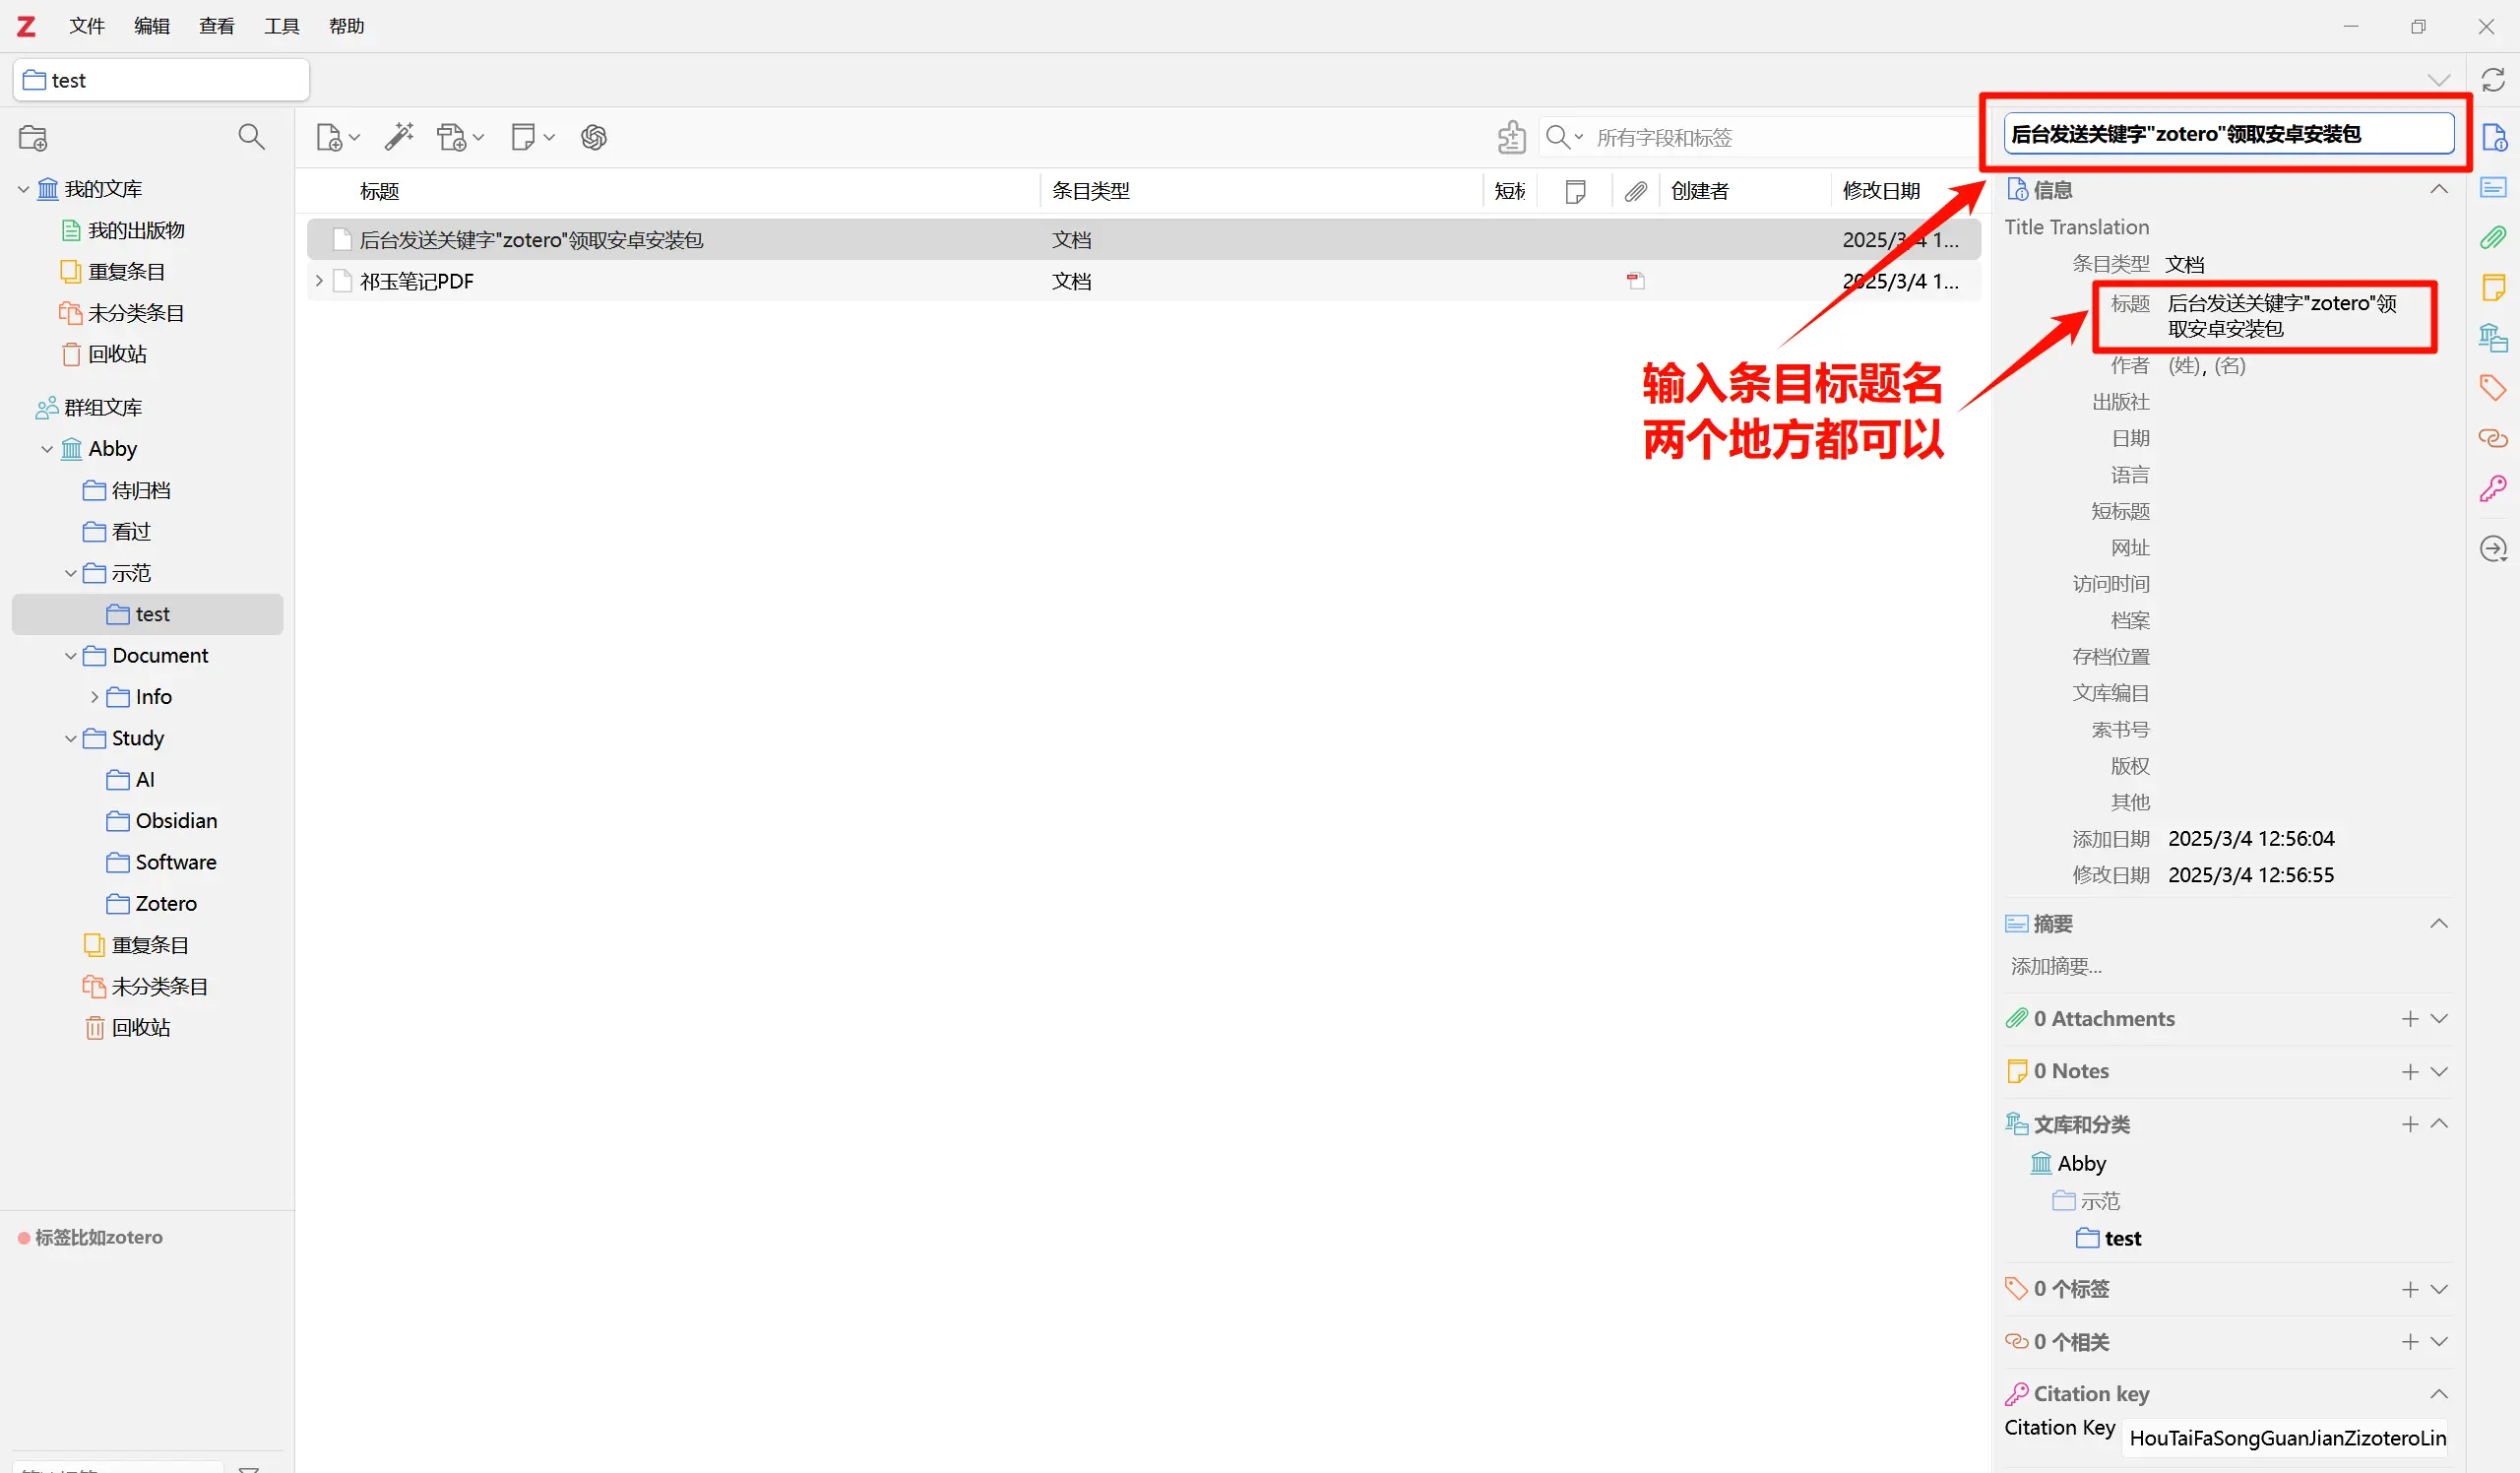 文件 编辑 查看 工具 帮助
test
所有字段和标签
后台发送关键字"zotero"领取安卓安装包
我的文库
我的出版物
重复条目
未分类条目
回收站
群组文库
Abby
待归档
看过
示范
test
Document
Info
Study
AI
Obsidian
Software
Zotero
重复条目
未分类条目
回收站
标签比如zotero
标题 条目类型 短标 创建者 修改日期
后台发送关键字"zotero"领取安卓安装包 文档 2025/3/4 1...
祁玉笔记PDF 文档 2025/3/4 1...
输入条目标题名
两个地方都可以
信息
Title Translation
条目类型 文档
标题 后台发送关键字"zotero"领
取安卓安装包
作者 (姓), (名)
出版社
日期
语言
短标题
网址
访问时间
档案
存档位置
文库编目
索书号
版权
其他
添加日期 2025/3/4 12:56:04
修改日期 2025/3/4 12:56:55
摘要
添加摘要...
0 Attachments
0 Notes
文库和分类
Abby
示范
test
0 个标签
0 个相关
Citation key
Citation Key HouTaiFaSongGuanJianZizoteroLin